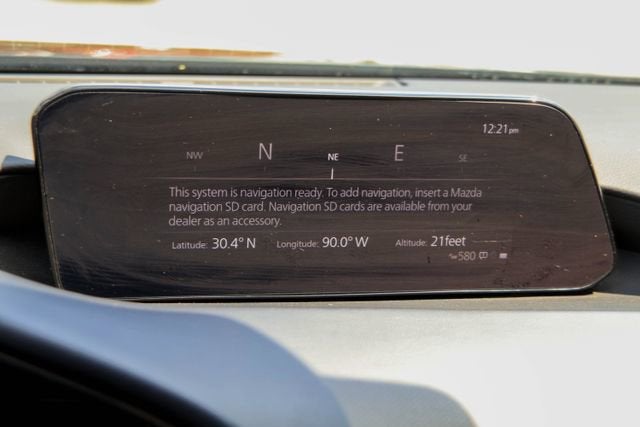 12:21pm
NW N NE E SE
This system is navigation ready. To add navigation, insert a Mazda
navigation SD card. Navigation SD cards are available from your
dealer as an accessory.
Latitude: 30.4° N Longitude: 90.0° W Altitude: 21feet
580